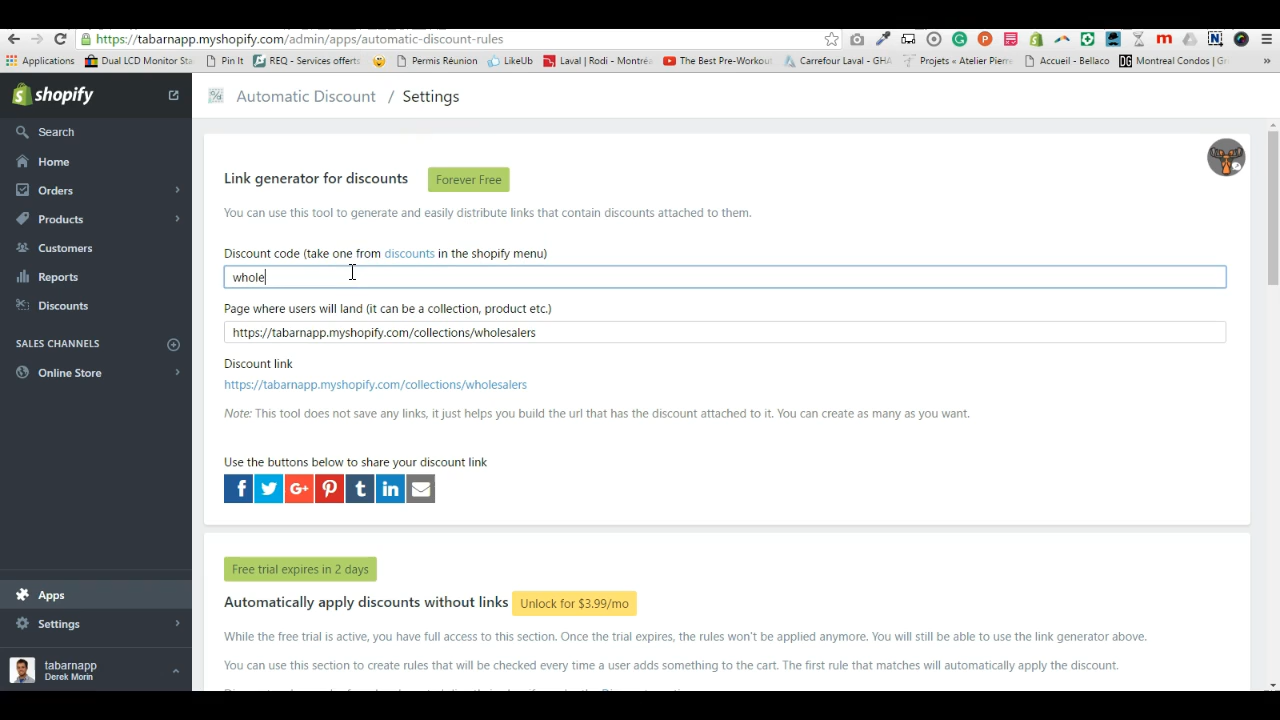 https://tabarnapp.myshopify.com/admin/apps/automatic-discount-rules
Applications Dual LCD Monitor Sta Pin It REQ - Services offerts Permis Réunion LikeUb Laval | Rodi - Montré The Best Pre-Workou Carrefour Laval - GHA Projets « Atelier Pierre Accueil - Bellaco DG Montreal Condos | Gr »
shopify
Automatic Discount / Settings
Search
Home
Orders
Products
Customers
Reports
Discounts
SALES CHANNELS
Online Store
Apps
Settings
tabarnapp
Derek Morin
Link generator for discounts Forever Free
You can use this tool to generate and easily distribute links that contain discounts attached to them.
Discount code (take one from discounts in the shopify menu)
whole
Page where users will land (it can be a collection, product etc.)
https://tabarnapp.myshopify.com/collections/wholesalers
Discount link
https://tabarnapp.myshopify.com/collections/wholesalers
Note: This tool does not save any links, it just helps you build the url that has the discount attached to it. You can create as many as you want.
Use the buttons below to share your discount link
Free trial expires in 2 days
Automatically apply discounts without links Unlock for $3.99/mo
While the free trial is active, you have full access to this section. Once the trial expires, the rules won't be applied anymore. You will still be able to use the link generator above.
You can use this section to create rules that will be checked every time a user adds something to the cart. The first rule that matches will automatically apply the discount.